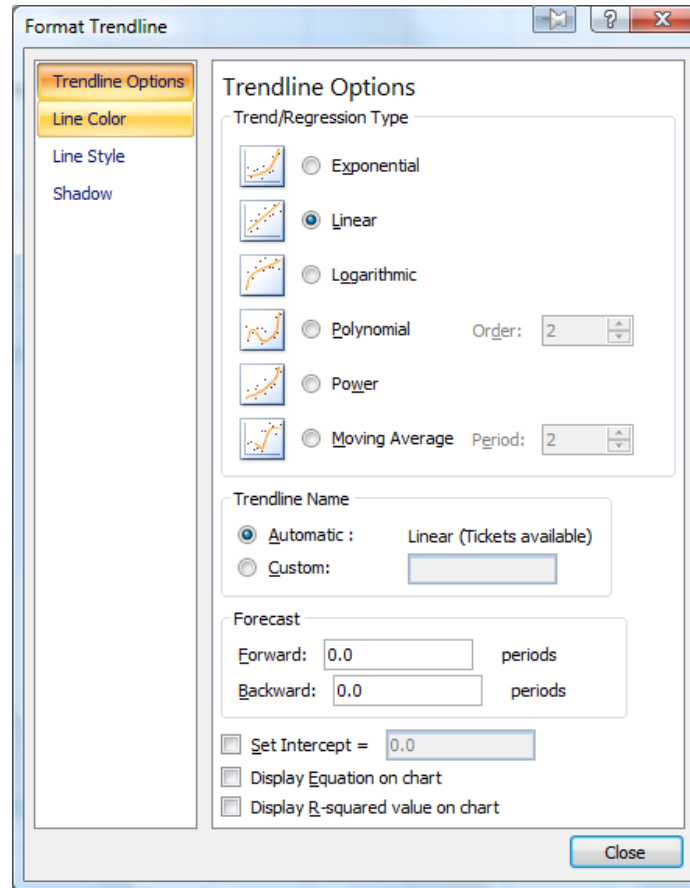 Format Trendline
?
X
Trendline Options
Line Color
Line Style
Shadow
Trendline Options
Trend/Regression Type
Exponential
Linear
Logarithmic
Polynomial Order: 2
Power
Moving Average Period: 2
Trendline Name
Automatic : Linear (Tickets available)
Custom:
Forecast
Forward: 0.0 periods
Backward: 0.0 periods
Set Intercept = 0.0
Display Equation on chart
Display R-squared value on chart
Close